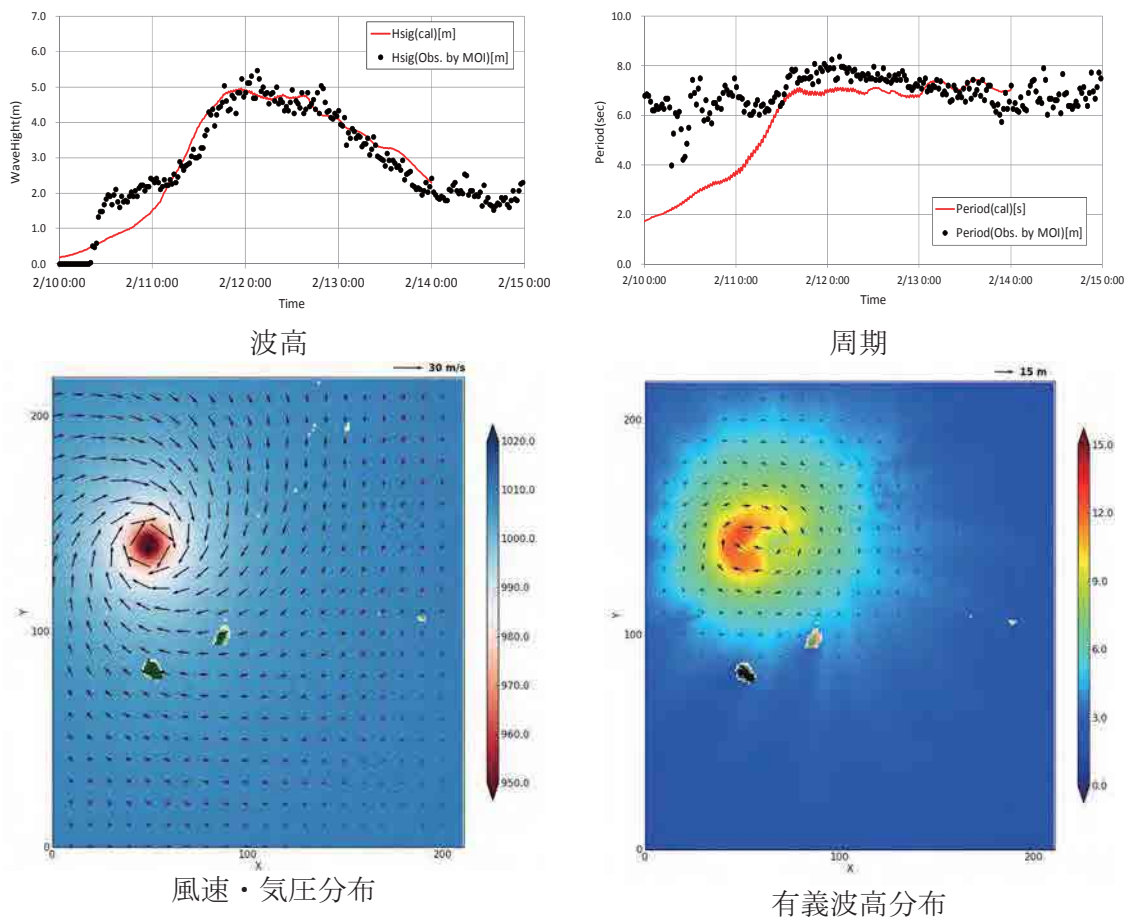 7.0
6.0
5.0
4.0
3.0
2.0
1.0
0.0
WaveHight(m)
Hsig(cal)[m]
Hsig(Obs. by MOI)[m]
2/10 0:00 2/11 0:00 2/12 0:00 2/13 0:00 2/14 0:00 2/15 0:00
Time
波高
10.0
8.0
6.0
4.0
2.0
0.0
Period(sec)
Period(cal)[s]
Period(Obs. by MOI)[m]
2/10 0:00 2/11 0:00 2/12 0:00 2/13 0:00 2/14 0:00 2/15 0:00
Time
周期
30 m/s
200
100
0
Y
0 100 200
X
1020.0
1010.0
1000.0
990.0
980.0
970.0
960.0
950.0
風速・気圧分布
15 m
200
100
0
Y
0 100 200
X
15.0
12.0
9.0
6.0
3.0
0.0
有義波高分布